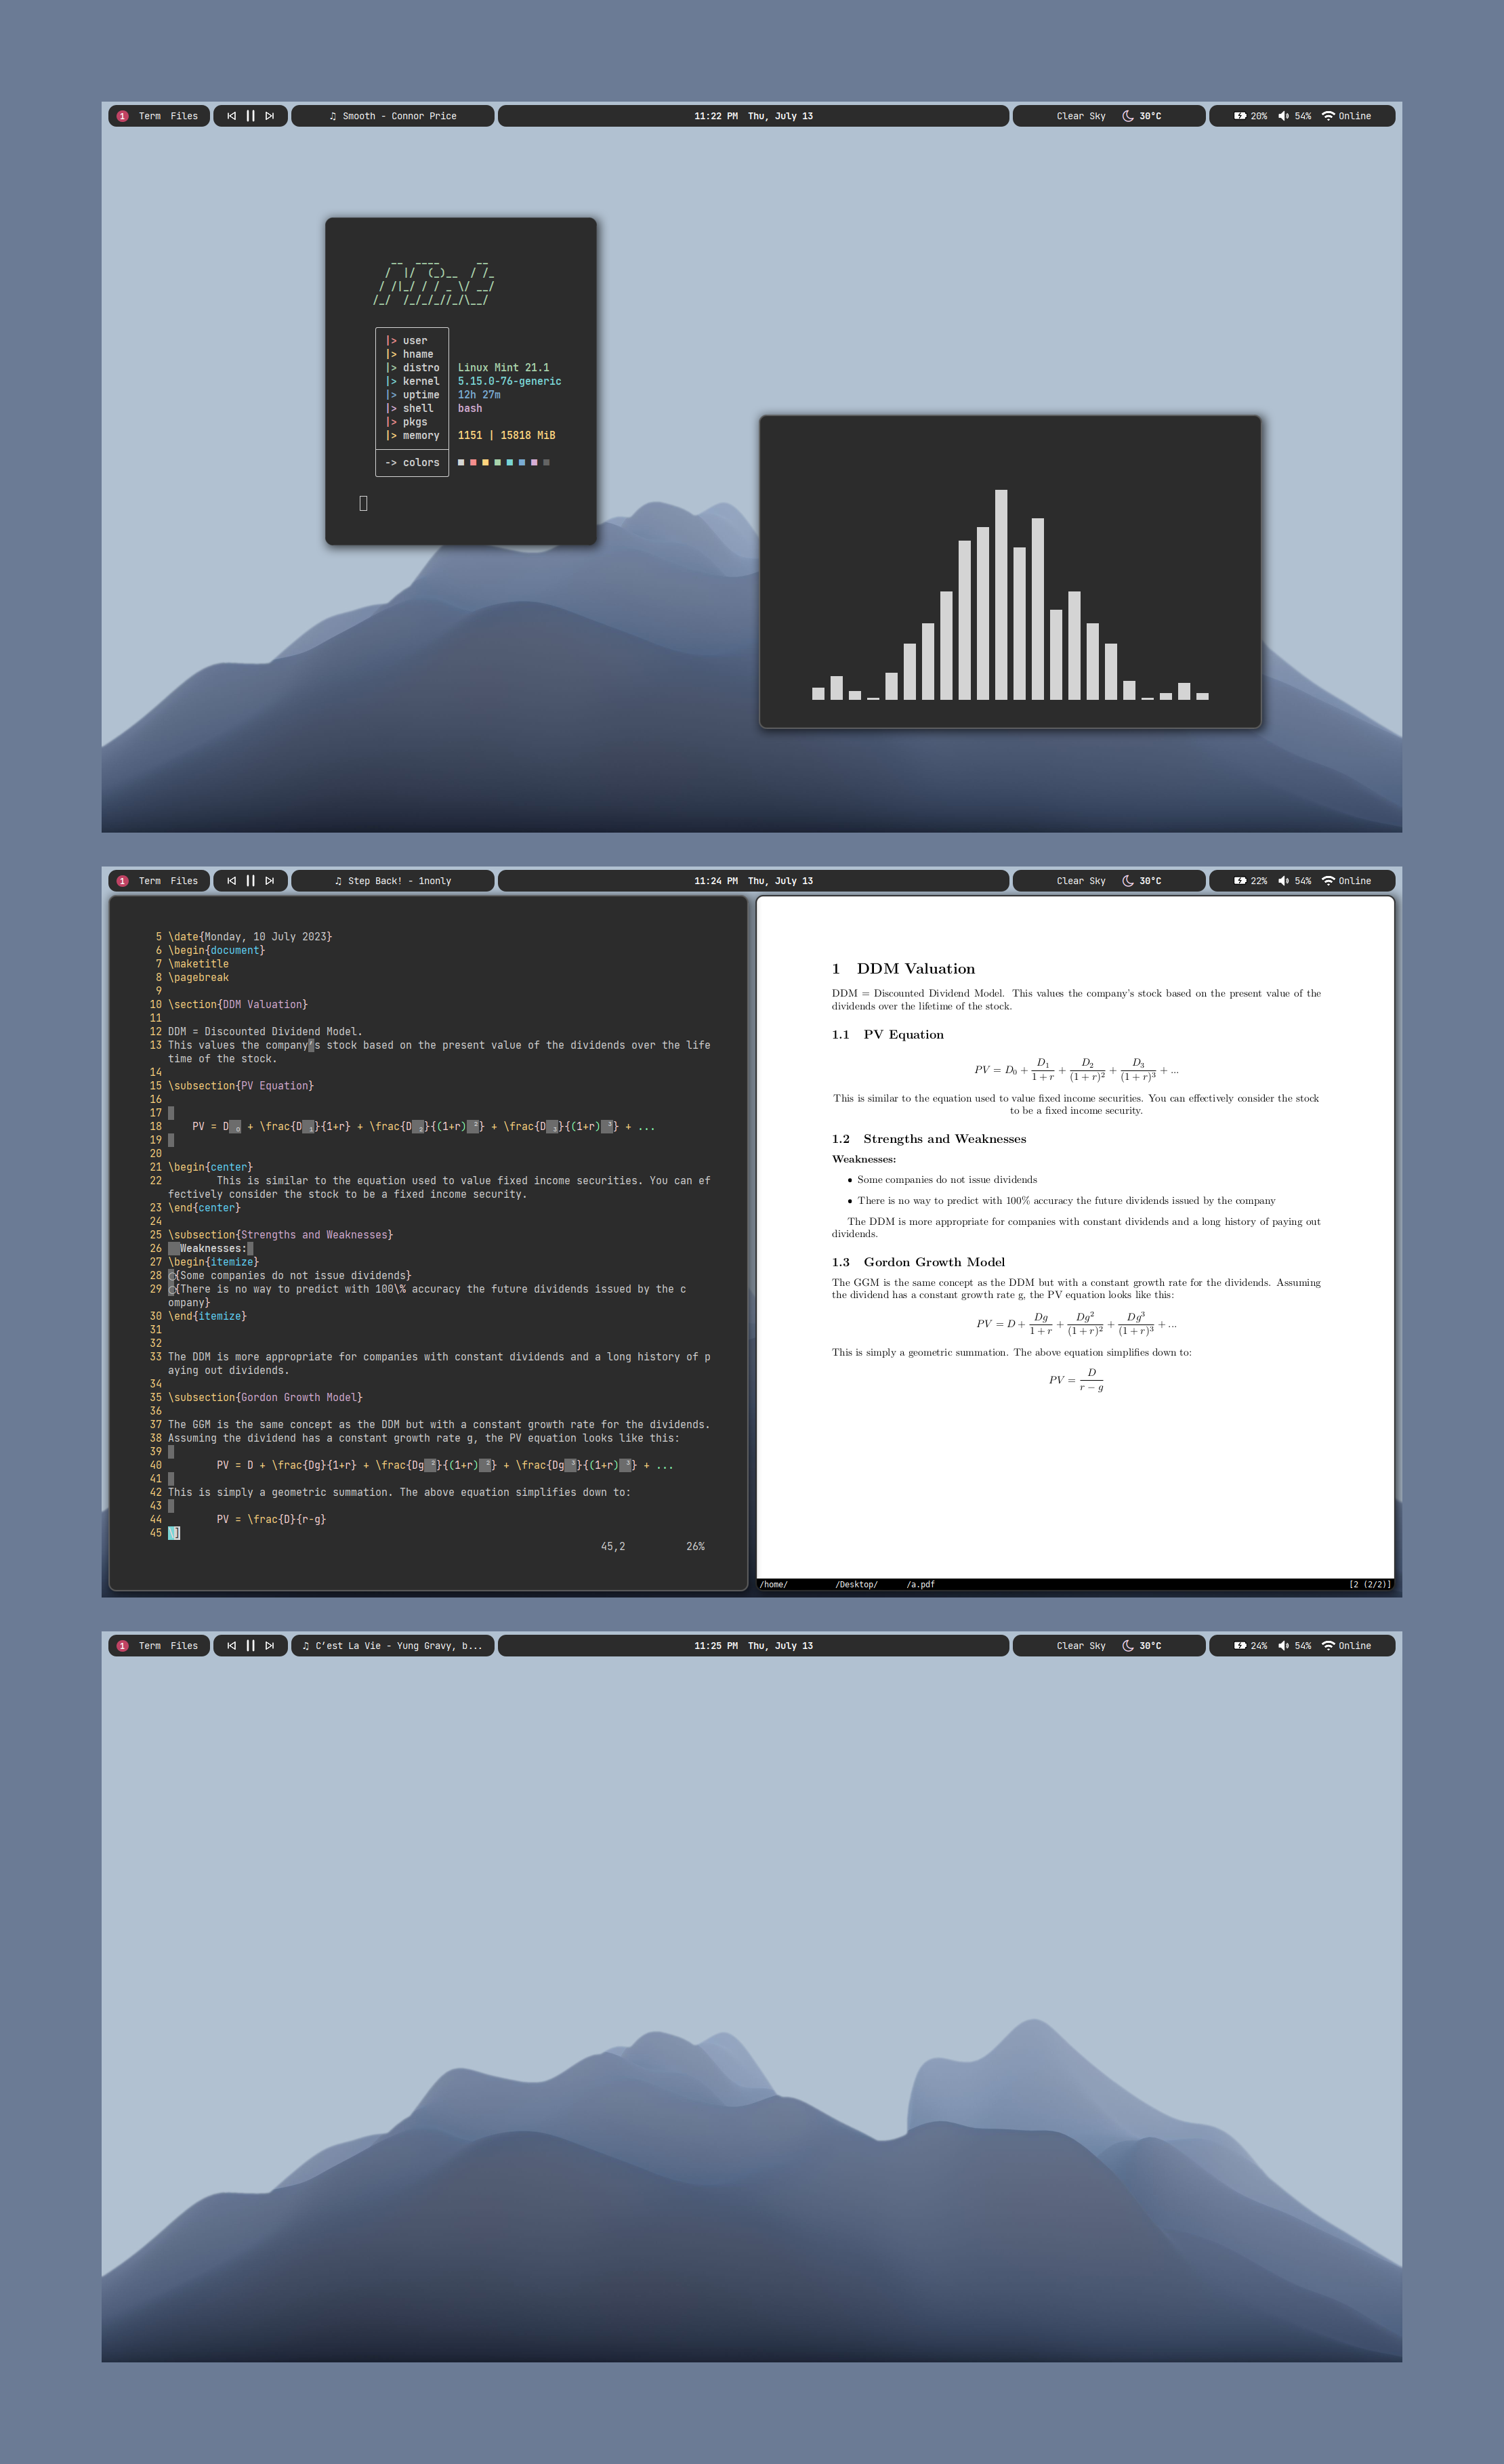 1 Term Files
♫ Smooth - Connor Price
11:22 PM Thu, July 13
Clear Sky 30°C
20% 54% Online
Mint
|> user
|> hname
|> distro Linux Mint 21.1
|> kernel 5.15.0-76-generic
|> uptime 12h 27m
|> shell bash
|> pkgs
|> memory 1151 | 15818 MiB
-> colors
1 Term Files
♫ Step Back! - 1nonly
11:24 PM Thu, July 13
Clear Sky 30°C
22% 54% Online
5 \date{Monday, 10 July 2023}
6 \begin{document}
7 \maketitle
8 \pagebreak
9
10 \section{DDM Valuation}
11
12 DDM = Discounted Dividend Model.
13 This values the company's stock based on the present value of the dividends over the life
time of the stock.
14
15 \subsection{PV Equation}
16
17
18 PV = D₀ + \frac{D₁}{1+r} + \frac{D₂}{(1+r)²} + \frac{D₃}{(1+r)³} + ...
19
20
21 \begin{center}
22 This is similar to the equation used to value fixed income securities. You can ef
fectively consider the stock to be a fixed income security.
23 \end{center}
24
25 \subsection{Strengths and Weaknesses}
26 Weaknesses:
27 \begin{itemize}
28 ○{Some companies do not issue dividends}
29 ○{There is no way to predict with 100\% accuracy the future dividends issued by the c
ompany}
30 \end{itemize}
31
32
33 The DDM is more appropriate for companies with constant dividends and a long history of p
aying out dividends.
34
35 \subsection{Gordon Growth Model}
36
37 The GGM is the same concept as the DDM but with a constant growth rate for the dividends.
38 Assuming the dividend has a constant growth rate g, the PV equation looks like this:
39
40 PV = D + \frac{Dg}{1+r} + \frac{Dg²}{(1+r)²} + \frac{Dg³}{(1+r)³} + ...
41
42 This is simply a geometric summation. The above equation simplifies down to:
43
44 PV = \frac{D}{r-g}
45 \]
45,2 26%
1 DDM Valuation
DDM = Discounted Dividend Model. This values the company's stock based on the present value of the
dividends over the lifetime of the stock.
1.1 PV Equation
PV = D₀ + D₁/(1 + r) + D₂/(1 + r)² + D₃/(1 + r)³ + ...
This is similar to the equation used to value fixed income securities. You can effectively consider the stock
to be a fixed income security.
1.2 Strengths and Weaknesses
Weaknesses:
• Some companies do not issue dividends
• There is no way to predict with 100% accuracy the future dividends issued by the company
The DDM is more appropriate for companies with constant dividends and a long history of paying out
dividends.
1.3 Gordon Growth Model
The GGM is the same concept as the DDM but with a constant growth rate for the dividends. Assuming
the dividend has a constant growth rate g, the PV equation looks like this:
PV = D + Dg/(1 + r) + Dg²/(1 + r)² + Dg³/(1 + r)³ + ...
This is simply a geometric summation. The above equation simplifies down to:
PV = D/(r − g)
/home/ /Desktop/ /a.pdf [2 (2/2)]
1 Term Files
♫ C'est La Vie - Yung Gravy, b...
11:25 PM Thu, July 13
Clear Sky 30°C
24% 54% Online